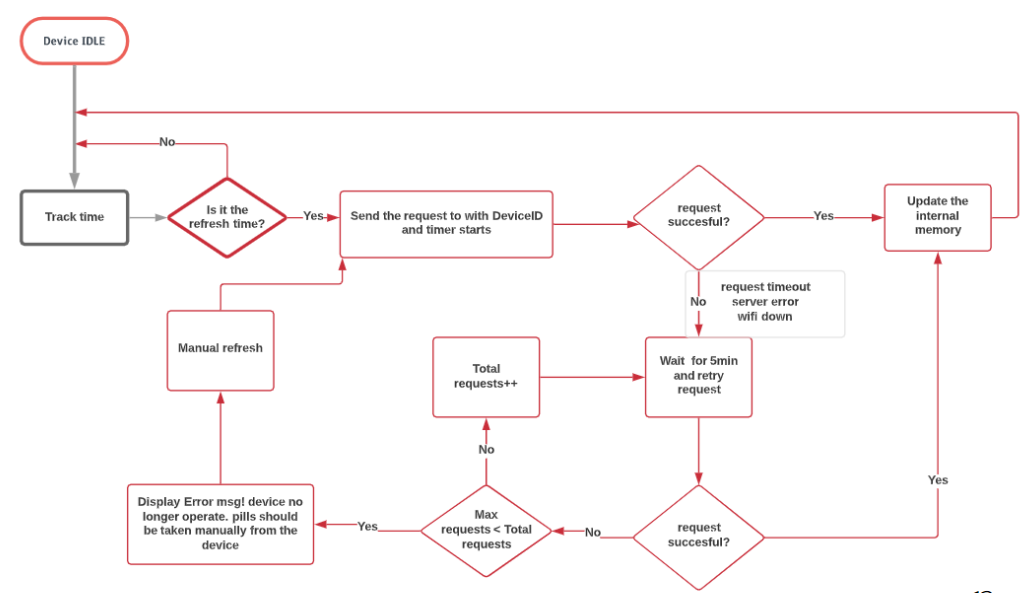 Device IDLE
No
Track time
Is it the
refresh time?
Yes
Send the request to with DeviceID
and timer starts
request
succesful?
Yes
Update the
internal
memory
No
request timeout
server error
wifi down
Manual refresh
Total
requests++
Wait for 5min
and retry
request
No
Yes
Display Error msg! device no
longer operate. pills should
be taken manually from the
device
Yes
Max
requests < Total
requests
No
request
succesful?